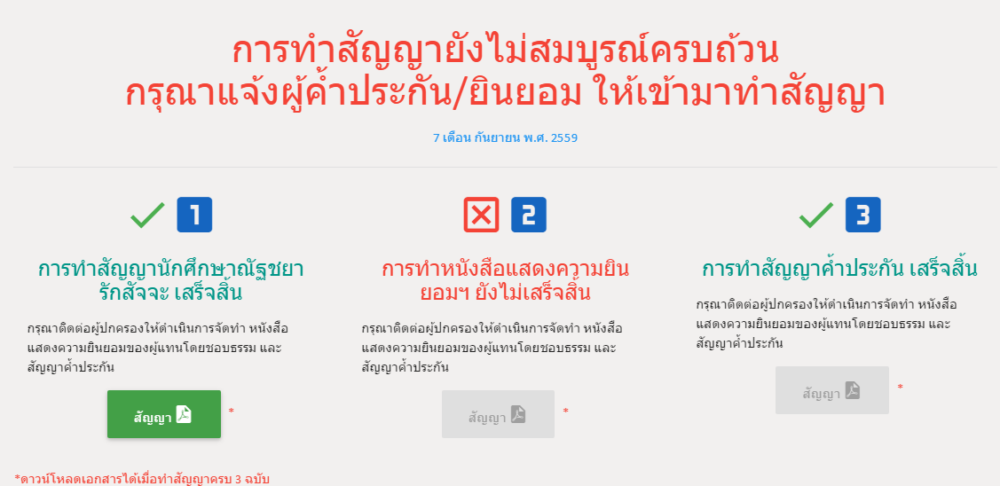 การทำสัญญายังไม่สมบูรณ์ครบถ้วน
กรุณาแจ้งผู้ค้ำประกัน/ยินยอม ให้เข้ามาทำสัญญา
7 เดือน กันยายน พ.ศ. 2559
1
การทำสัญญานักศึกษาณัฐชยา
รักสัจจะ เสร็จสิ้น
กรุณาติดต่อผู้ปกครองให้ดำเนินการจัดทำ หนังสือ
แสดงความยินยอมของผู้แทนโดยชอบธรรม และ
สัญญาค้ำประกัน
สัญญา *
2
การทำหนังสือแสดงความยิน
ยอมฯ ยังไม่เสร็จสิ้น
กรุณาติดต่อผู้ปกครองให้ดำเนินการจัดทำ หนังสือ
แสดงความยินยอมของผู้แทนโดยชอบธรรม และ
สัญญาค้ำประกัน
สัญญา *
3
การทำสัญญาค้ำประกัน เสร็จสิ้น
กรุณาติดต่อผู้ปกครองให้ดำเนินการจัดทำ หนังสือ
แสดงความยินยอมของผู้แทนโดยชอบธรรม และ
สัญญาค้ำประกัน
สัญญา *
*ดาวน์โหลดเอกสารได้เมื่อทำสัญญาครบ 3 ฉบับ